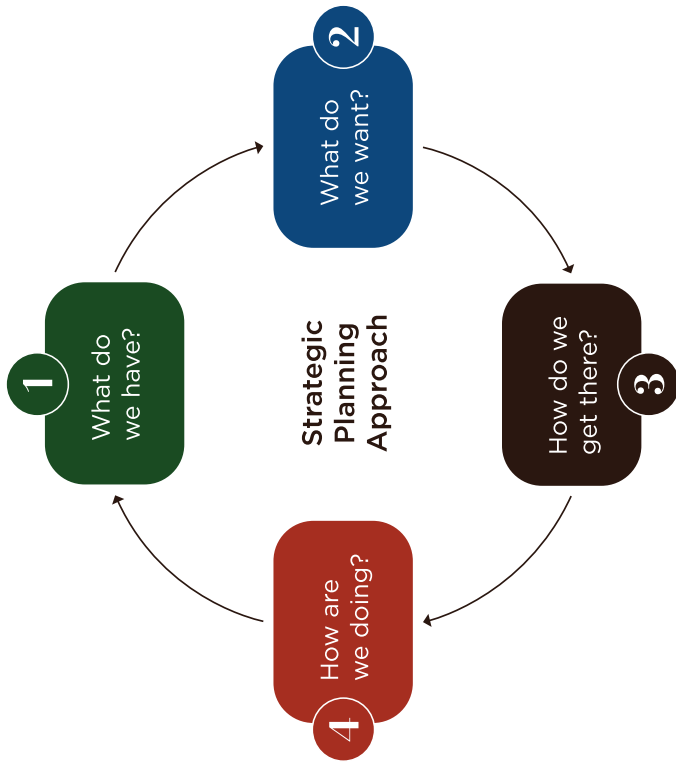 1
What do
we have?
2
What do
we want?
Strategic
Planning
Approach
3
How do we
get there?
4
How are
we doing?